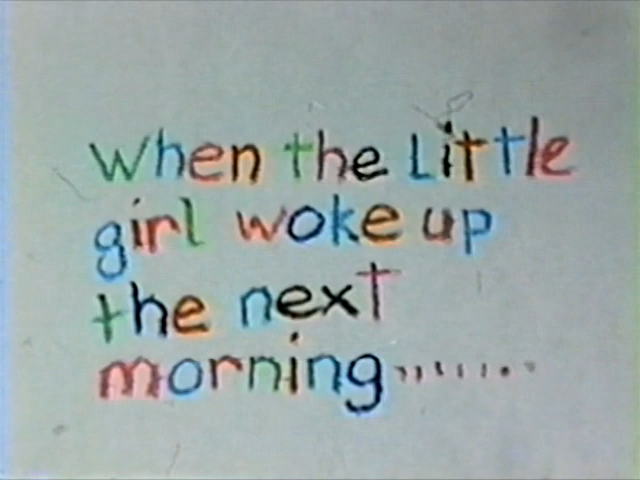 When the Little
girl woke up
the next
morning........